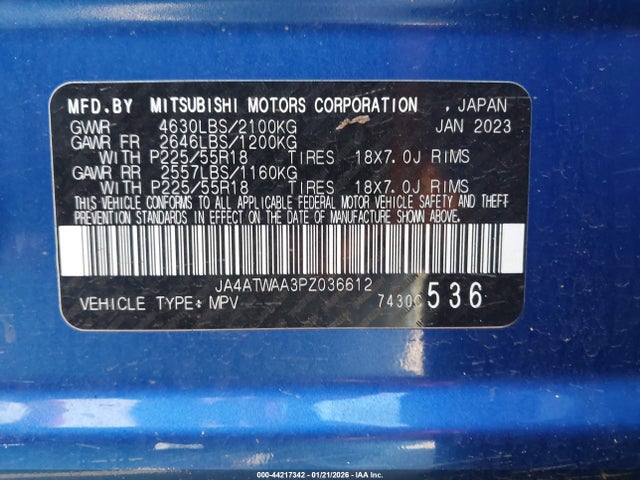 MFD.BY MITSUBISHI MOTORS CORPORATION , JAPAN
GVWR 4630LBS/2100KG JAN 2023
GAWR FR 2646LBS/1200KG
WITH P225/55R18 TIRES 18X7.0J RIMS
GAWR RR 2557LBS/1160KG
WITH P225/55R18 TIRES 18X7.0J RIMS
THIS VEHICLE CONFORMS TO ALL APPLICABLE FEDERAL MOTOR VEHICLE SAFETY AND THEFT
PREVENTION STANDARDS IN EFFECT ON THE DATE OF MANUFACTURE SHOWN ABOVE.
JA4ATWAA3PZ036612
VEHICLE TYPE: MPV 7430C 536
000-44217342 - 01/21/2026 - IAAI-CHICAGO